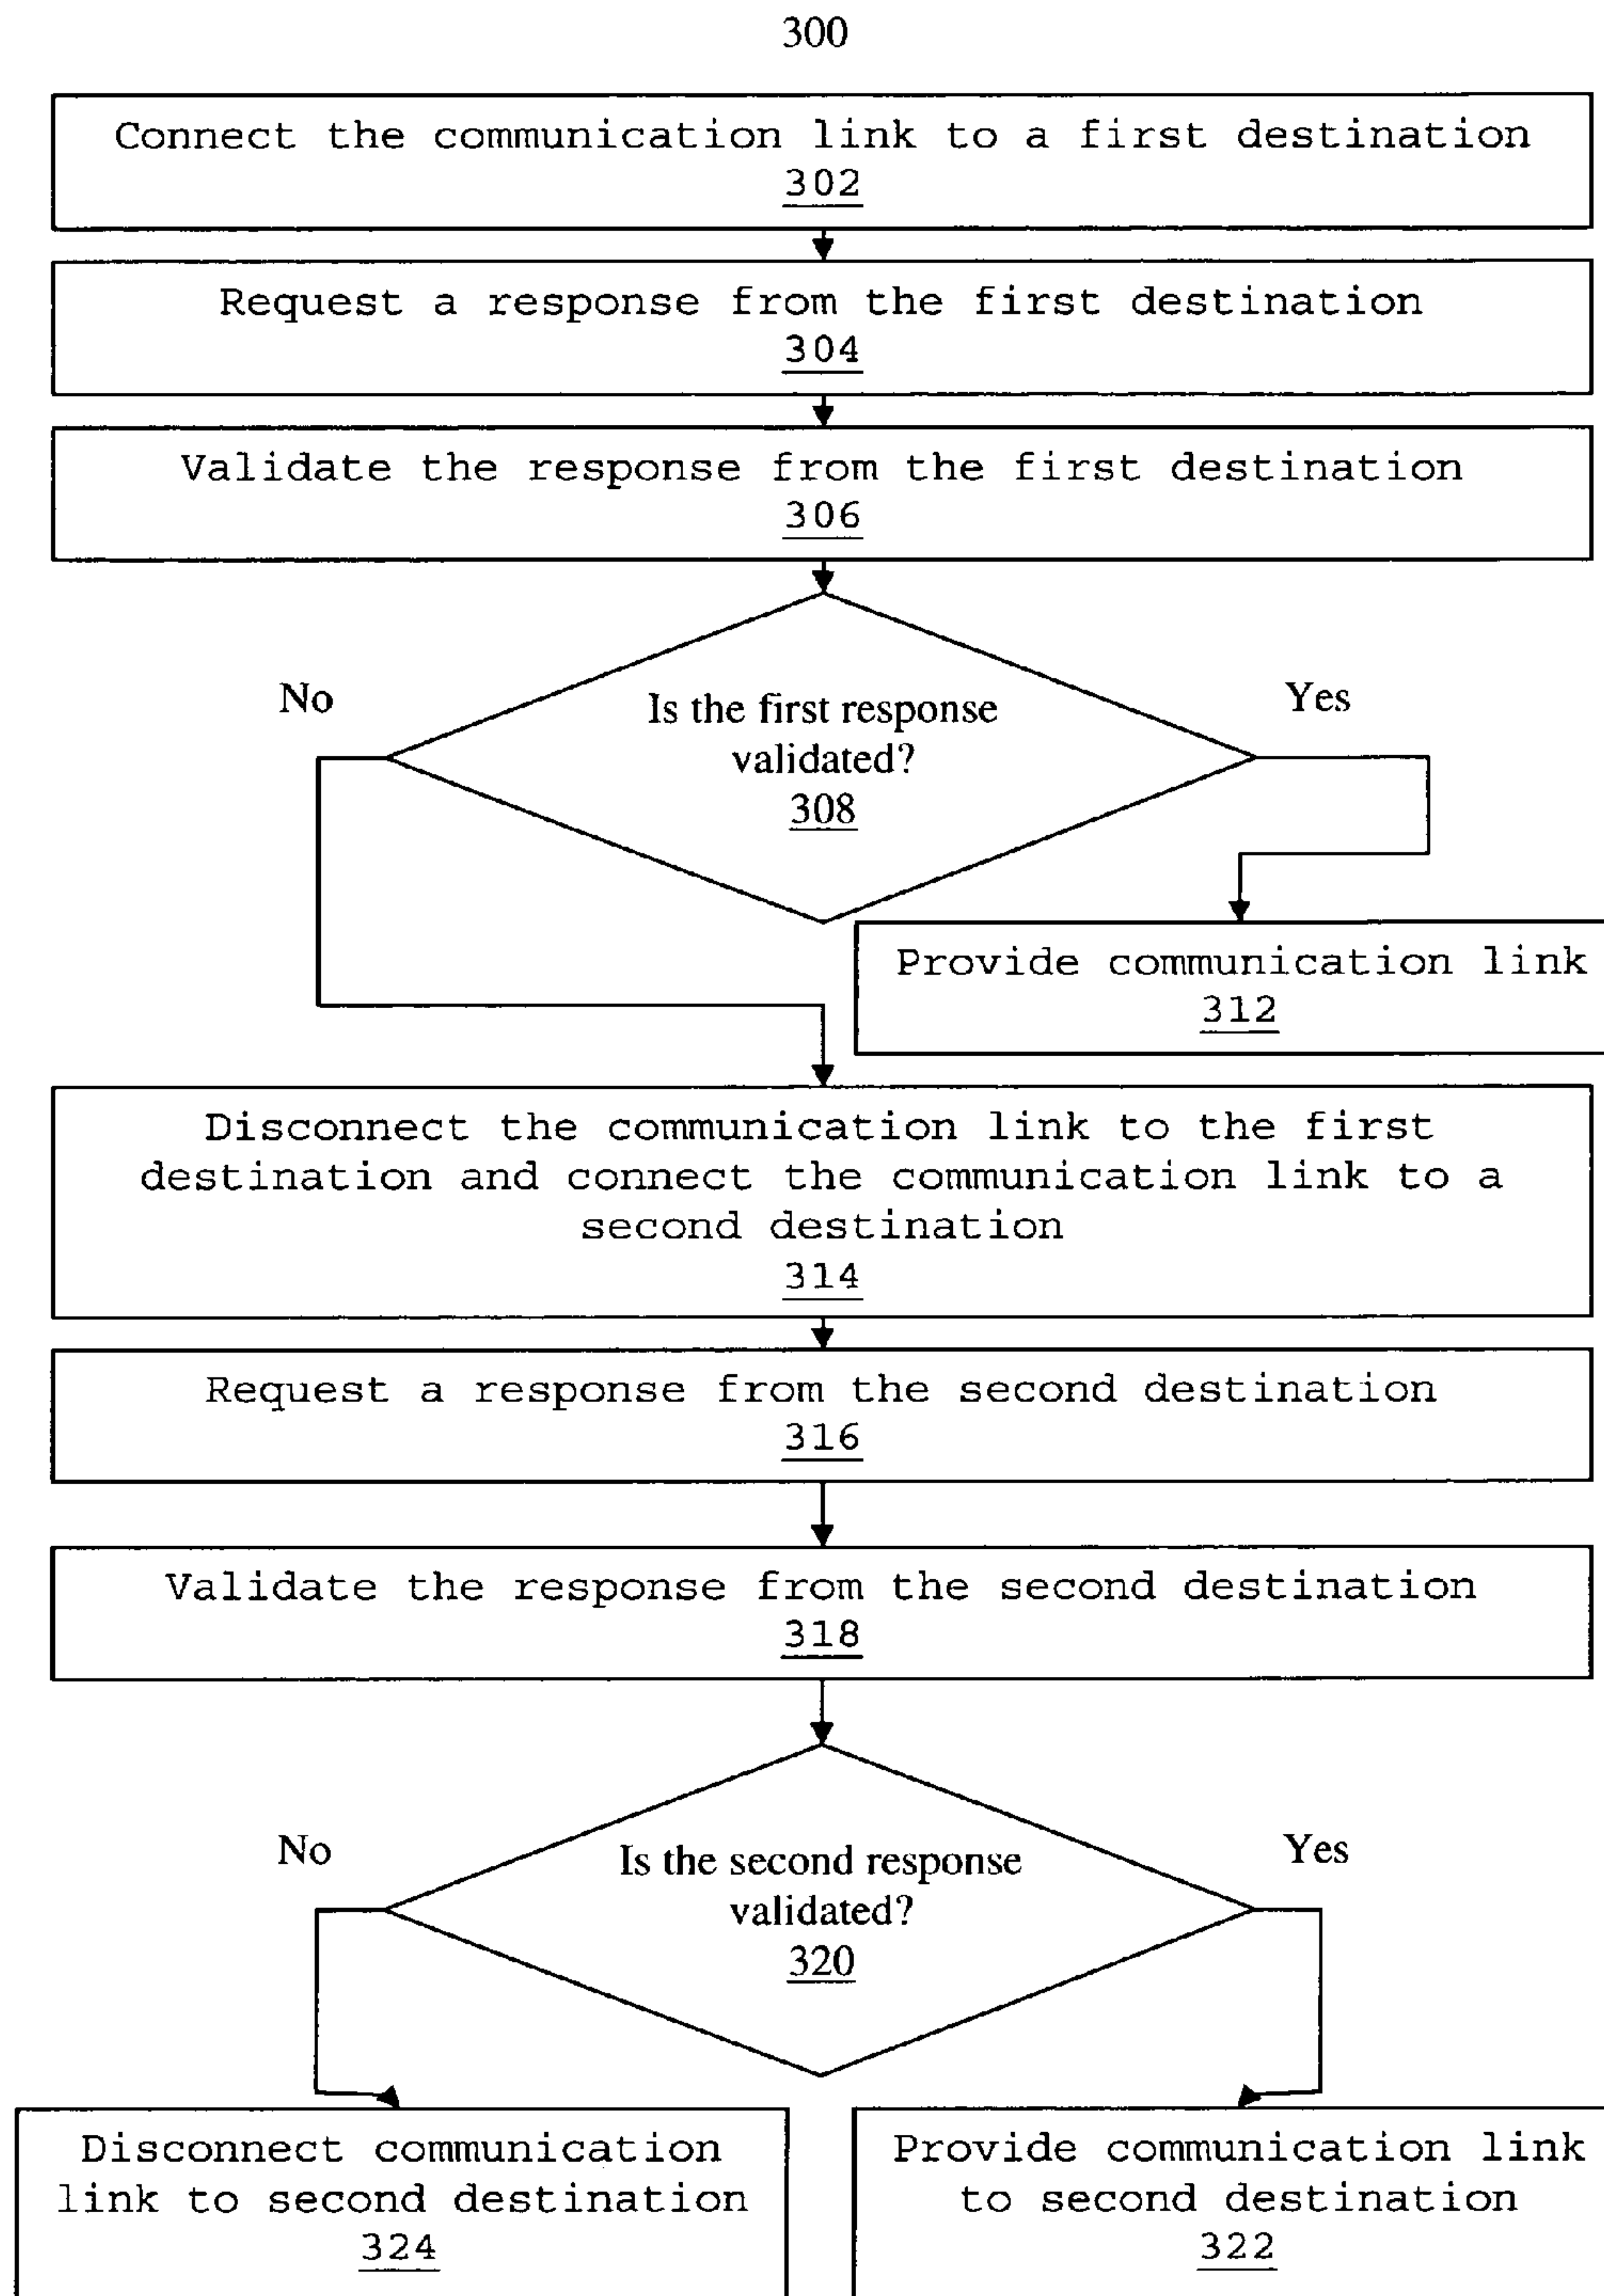 300
Connect the communication link to a first destination
302
Request a response from the first destination
304
Validate the response from the first destination
306
No
Yes
Is the first response
validated?
308
Provide communication link
312
Disconnect the communication link to the first
destination and connect the communication link to a
second destination
314
Request a response from the second destination
316
Validate the response from the second destination
318
No
Yes
Is the second response
validated?
320
Disconnect communication
link to second destination
324
Provide communication link
to second destination
322